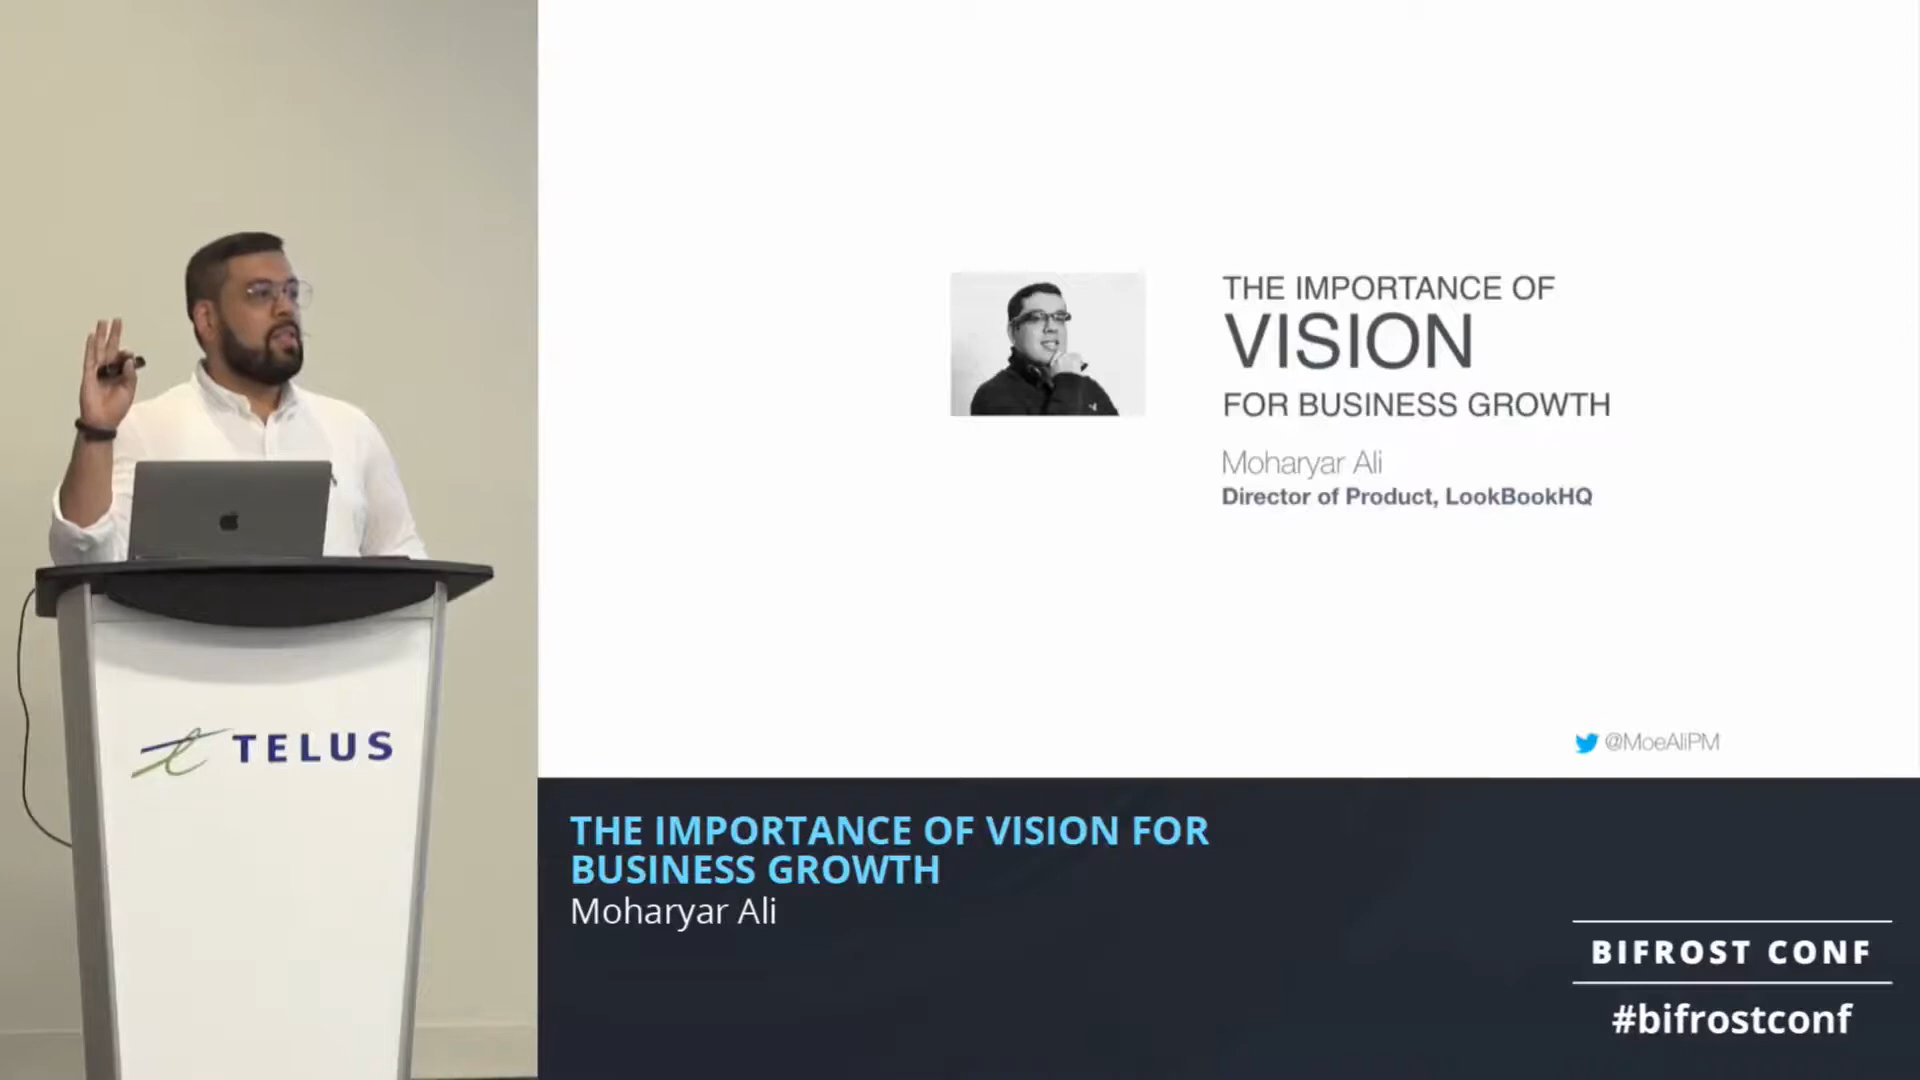 THE IMPORTANCE OF
VISION
FOR BUSINESS GROWTH
Moharyar Ali
Director of Product, LookBookHQ
@MoeAliPM
TELUS
THE IMPORTANCE OF VISION FOR
BUSINESS GROWTH
Moharyar Ali
BIFROST CONF
#bifrostconf